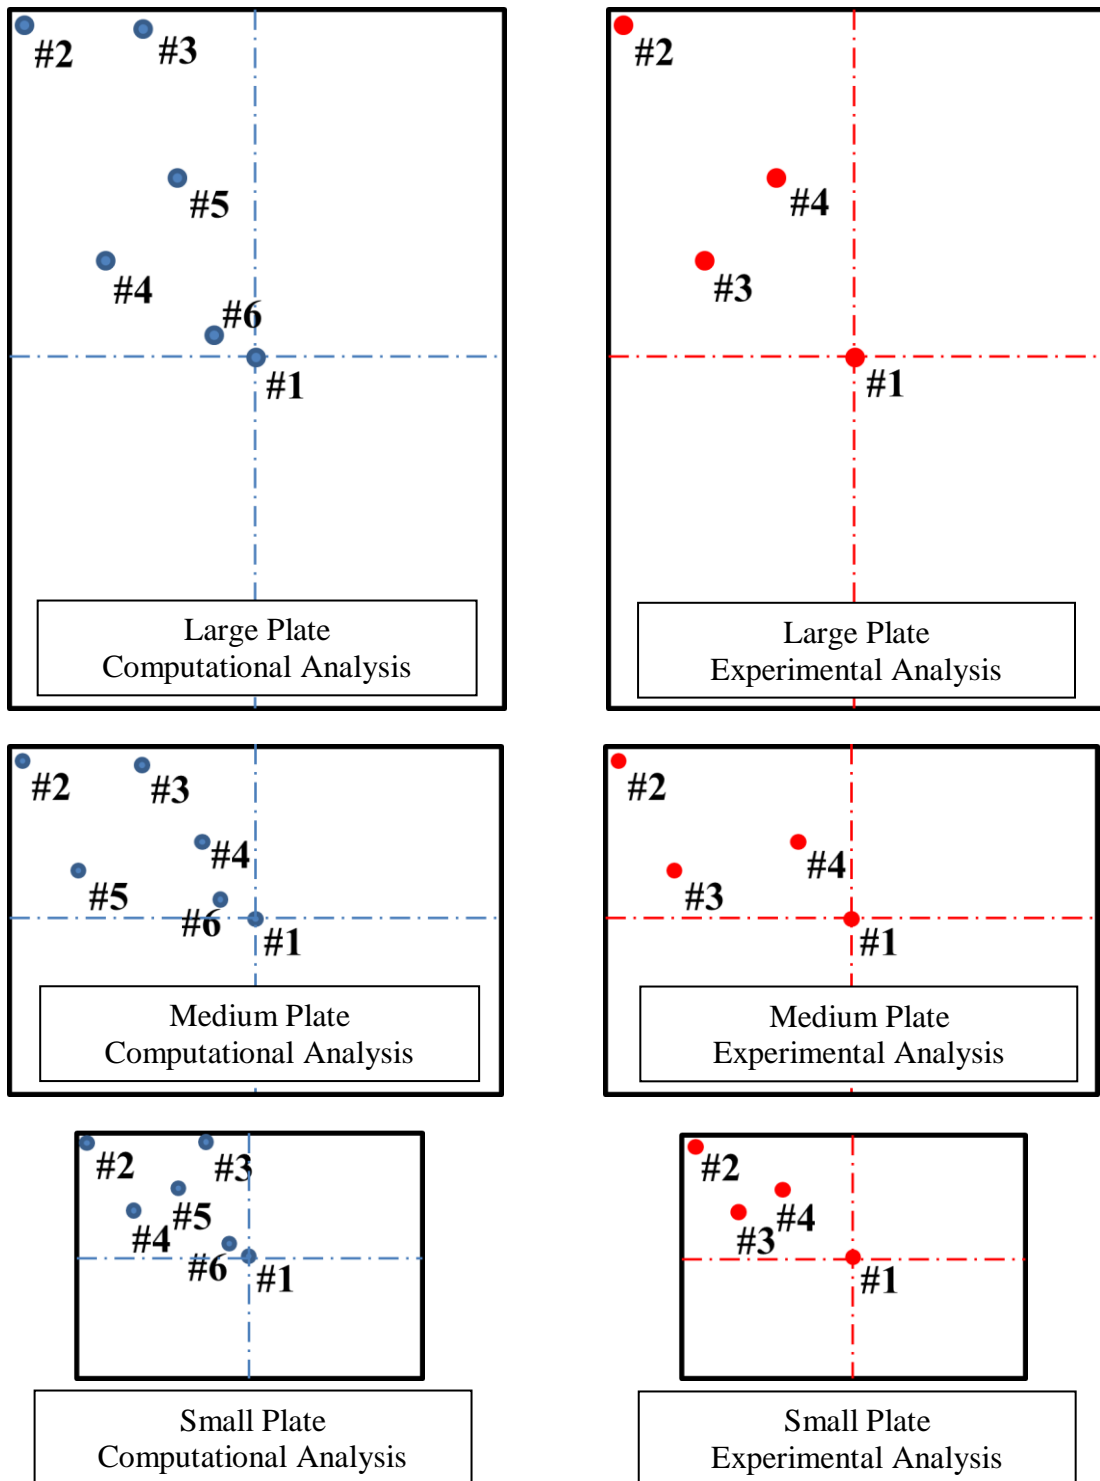 #2
#3
#5
#4
#6
#1
Large Plate
Computational Analysis
#2
#4
#3
#1
Large Plate
Experimental Analysis
#2
#3
#4
#5
#6
#1
Medium Plate
Computational Analysis
#2
#4
#3
#1
Medium Plate
Experimental Analysis
#2
#3
#5
#4
#6
#1
Small Plate
Computational Analysis
#2
#4
#3
#1
Small Plate
Experimental Analysis